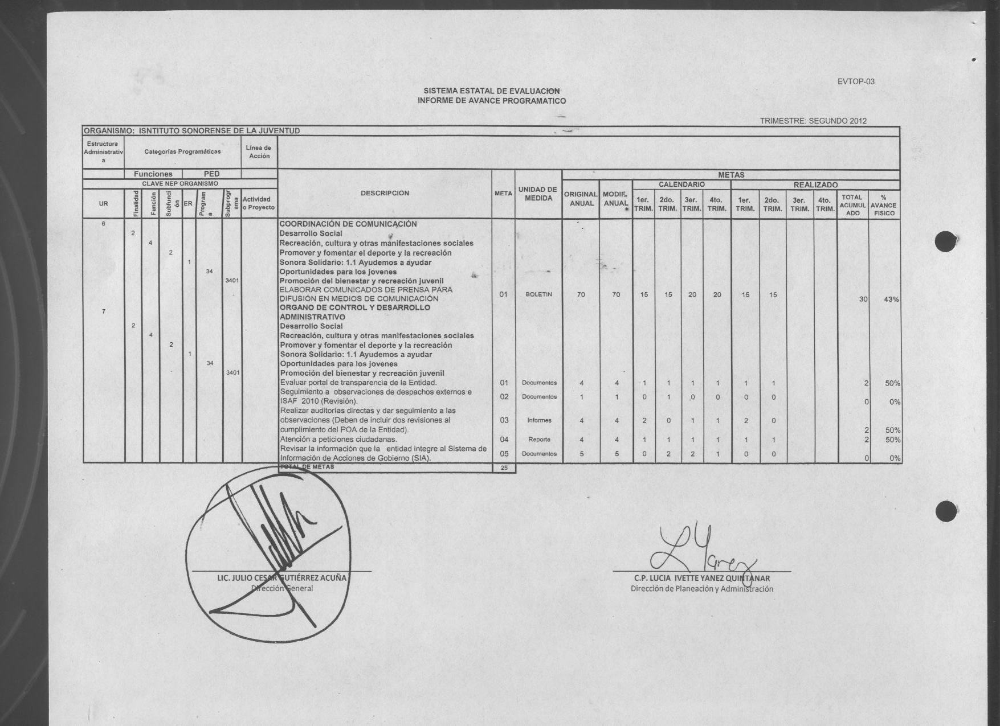 EVTOP-03
SISTEMA ESTATAL DE EVALUACION
INFORME DE AVANCE PROGRAMATICO
TRIMESTRE: SEGUNDO 2012
ORGANISMO: ISNTITUTO SONORENSE DE LA JUVENTUD
Estructura Administrativa Categorías Programáticas Línea de Acción
Funciones PED METAS
CLAVE NEP ORGANISMO DESCRIPCION META UNIDAD DE MEDIDA ORIGINAL ANUAL MODIF. ANUAL CALENDARIO REALIZADO
UR Finalidad Función Subfunción ER Programa Subprograma Actividad o Proyecto 1er. TRIM. 2do. TRIM. 3er. TRIM. 4to. TRIM. 1er. TRIM. 2do. TRIM. 3er. TRIM. 4to. TRIM. TOTAL ACUMULADO % AVANCE FISICO
6 COORDINACIÓN DE COMUNICACIÓN
2 Desarrollo Social
4 Recreación, cultura y otras manifestaciones sociales
2 Promover y fomentar el deporte y la recreación
1 Sonora Solidario: 1.1 Ayudemos a ayudar
34 Oportunidades para los jovenes
3401 Promoción del bienestar y recreación juvenil
ELABORAR COMUNICADOS DE PRENSA PARA
DIFUSIÓN EN MEDIOS DE COMUNICACIÓN 01 BOLETIN 70 70 15 15 20 20 15 15 30 43%
7 ORGANO DE CONTROL Y DESARROLLO
ADMINISTRATIVO
2 Desarrollo Social
4 Recreación, cultura y otras manifestaciones sociales
2 Promover y fomentar el deporte y la recreación
1 Sonora Solidario: 1.1 Ayudemos a ayudar
34 Oportunidades para los jovenes
3401 Promoción del bienestar y recreación juvenil
Evaluar portal de transparencia de la Entidad. 01 Documentos 4 4 1 1 1 1 1 1 2 50%
Seguimiento a observaciones de despachos externos e
ISAF 2010 (Revisión). 02 Documentos 1 1 0 1 0 0 0 0 0 0%
Realizar auditorias directas y dar seguimiento a las
observaciones (Deben de incluir dos revisiones al
cumplimiento del POA de la Entidad). 03 Informes 4 4 2 0 1 1 2 0 2 50%
Atención a peticiones ciudadanas. 04 Reporte 4 4 1 1 1 1 1 1 2 50%
Revisar la información que la entidad integre al Sistema de
Información de Acciones de Gobierno (SIA). 05 Documentos 5 5 0 2 2 1 0 0 0 0%
TOTAL DE METAS 25
L Yanez
LIC. JULIO CESAR GUTIÉRREZ ACUÑA
Dirección General
C.P. LUCIA IVETTE YANEZ QUINTANAR
Dirección de Planeación y Administración